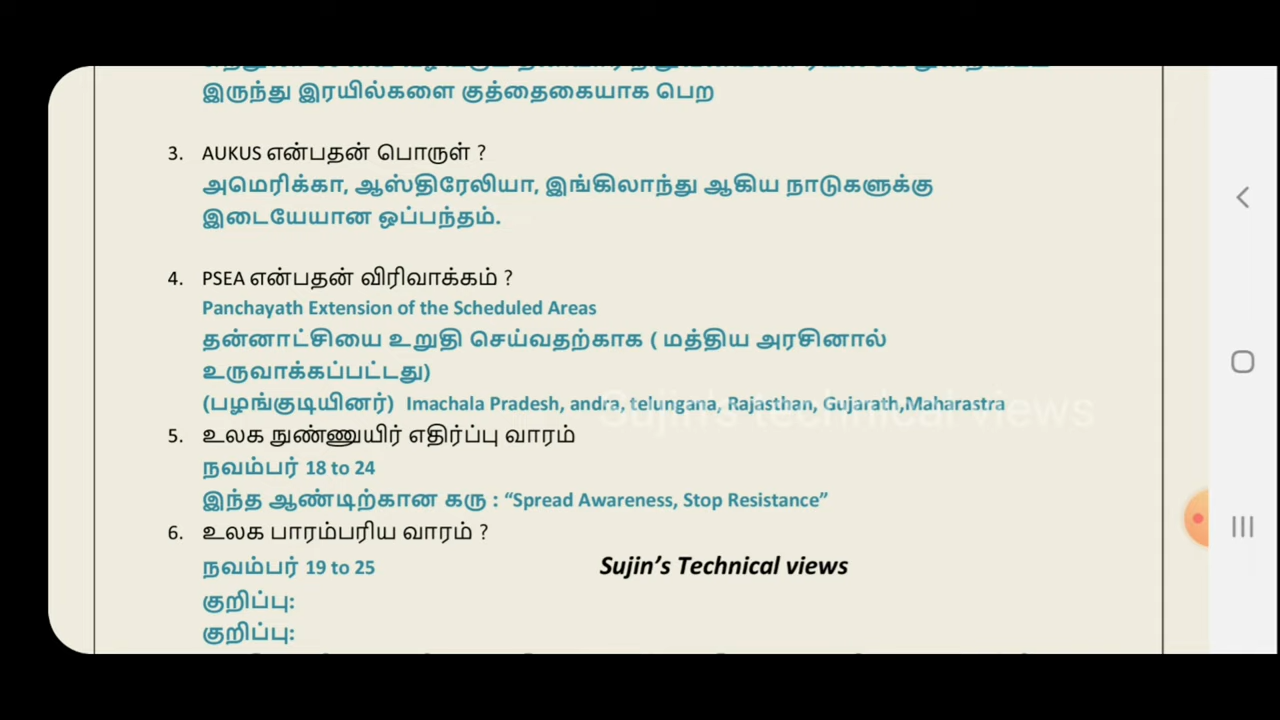 இருந்து இரயில்களை குத்தைகையாக பெற
3. AUKUS என்பதன் பொருள் ?
அமெரிக்கா, ஆஸ்திரேலியா, இங்கிலாந்து ஆகிய நாடுகளுக்கு
இடையேயான ஒப்பந்தம்.
4. PSEA என்பதன் விரிவாக்கம் ?
Panchayath Extension of the Scheduled Areas
தன்னாட்சியை உறுதி செய்வதற்காக ( மத்திய அரசினால்
உருவாக்கப்பட்டது)
(பழங்குடியினர்) Imachala Pradesh, andra, telungana, Rajasthan, Gujarath,Maharastra
Sujin's technical views
5. உலக நுண்ணுயிர் எதிர்ப்பு வாரம்
நவம்பர் 18 to 24
இந்த ஆண்டிற்கான கரு : “Spread Awareness, Stop Resistance”
6. உலக பாரம்பரிய வாரம் ?
நவம்பர் 19 to 25 Sujin’s Technical views
குறிப்பு:
குறிப்பு: